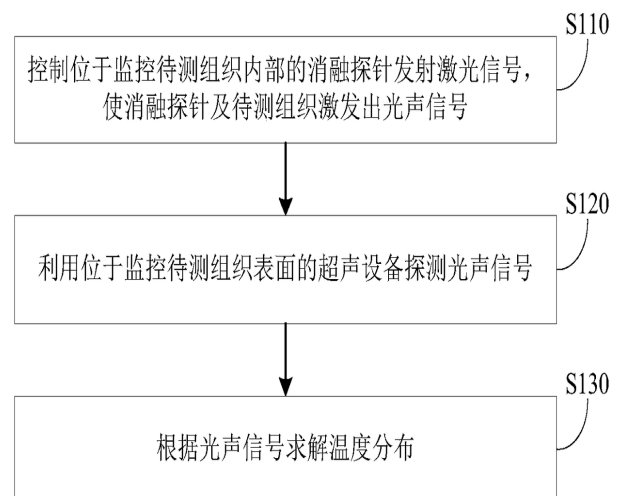 S110
控制位于监控待测组织内部的消融探针发射激光信号，
使消融探针及待测组织激发出光声信号
S120
利用位于监控待测组织表面的超声设备探测光声信号
S130
根据光声信号求解温度分布